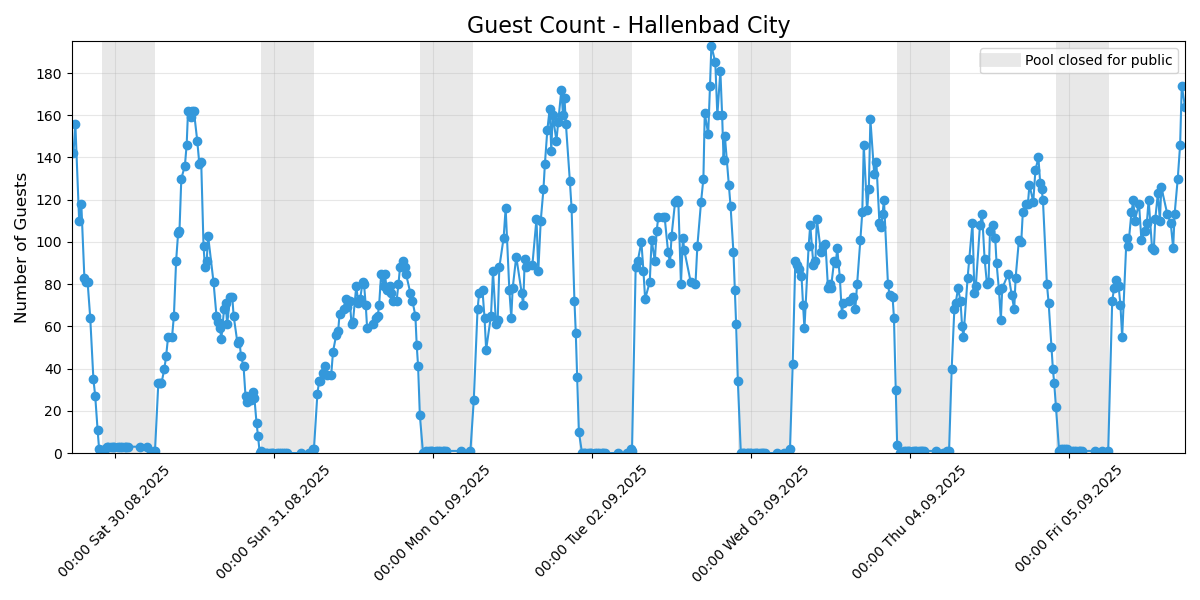 Guest Count - Hallenbad City
Pool closed for public
Number of Guests
180
160
140
120
100
80
60
40
20
0
00:00 Sat 30.08.2025
00:00 Sun 31.08.2025
00:00 Mon 01.09.2025
00:00 Tue 02.09.2025
00:00 Wed 03.09.2025
00:00 Thu 04.09.2025
00:00 Fri 05.09.2025